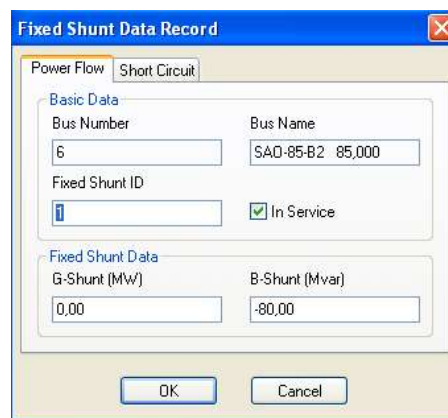 Fixed Shunt Data Record
Power Flow Short Circuit
Basic Data
Bus Number Bus Name
6 SAO-85-B2 85,000
Fixed Shunt ID
1 In Service
Fixed Shunt Data
G-Shunt (MW) B-Shunt (Mvar)
0,00 -80,00
OK Cancel